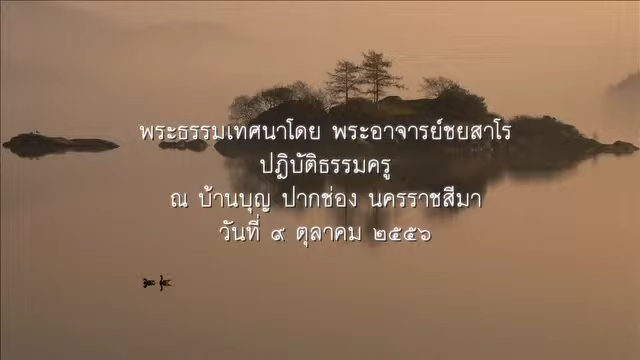 พระธรรมเทศนาโดย พระอาจารย์ชยสาโร
ปฏิบัติธรรมครู
ณ บ้านบุญ ปากช่อง นครราชสีมา
วันที่ ๙ ตุลาคม ๒๕๕๖